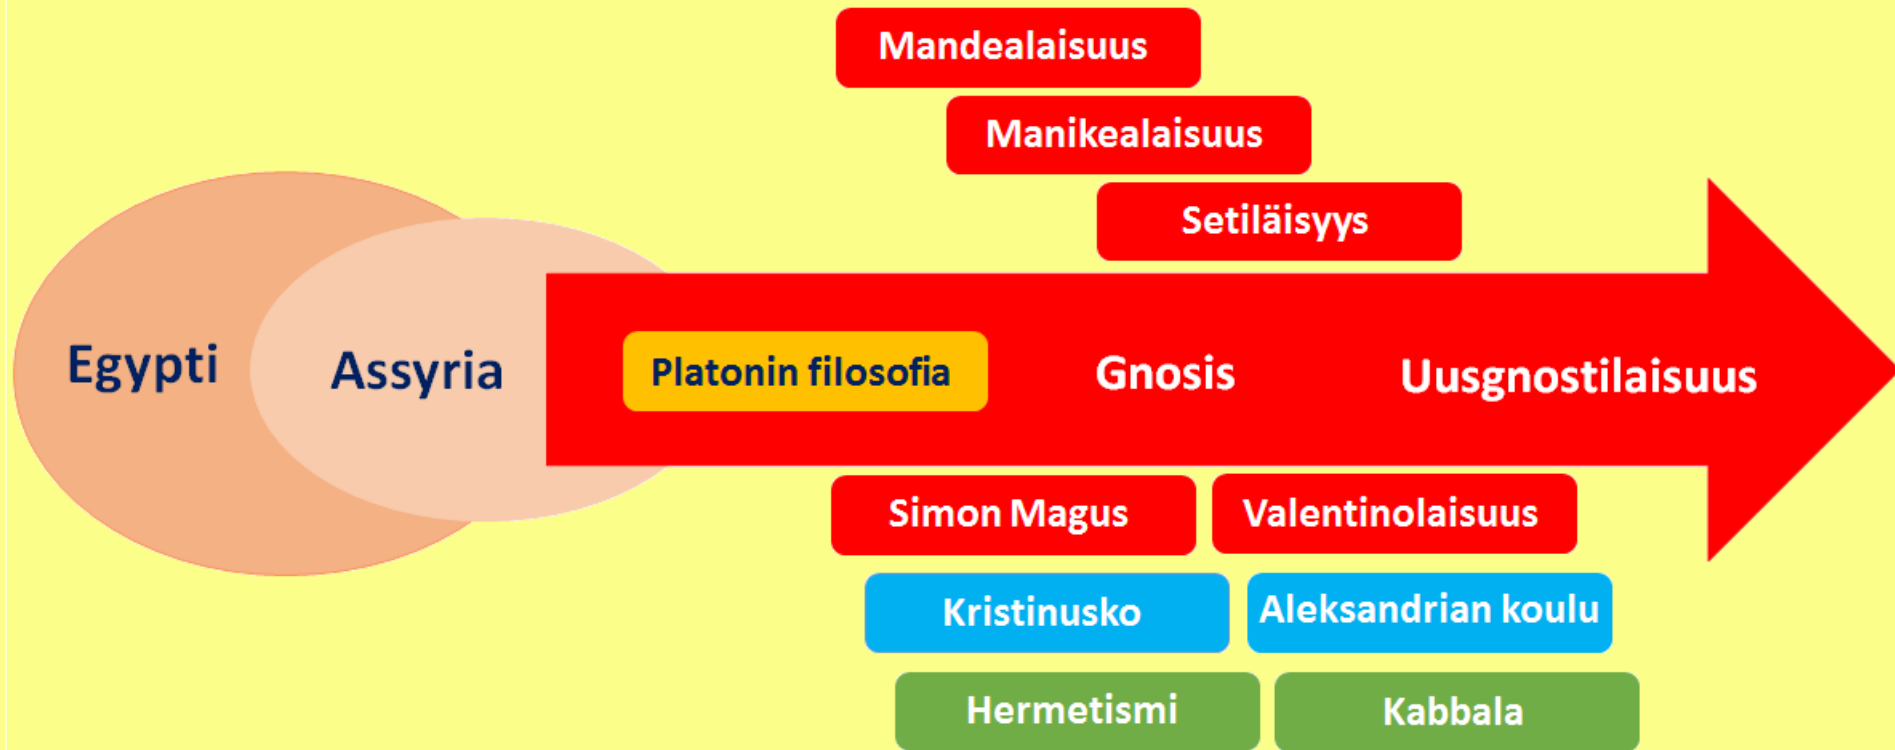 Mandealaisuus
Manikealaisuus
Setiläisyys
Egypti
Assyria
Platonin filosofia
Gnosis
Uusgnostilaisuus
Simon Magus
Valentinolaisuus
Kristinusko
Aleksandrian koulu
Hermetismi
Kabbala